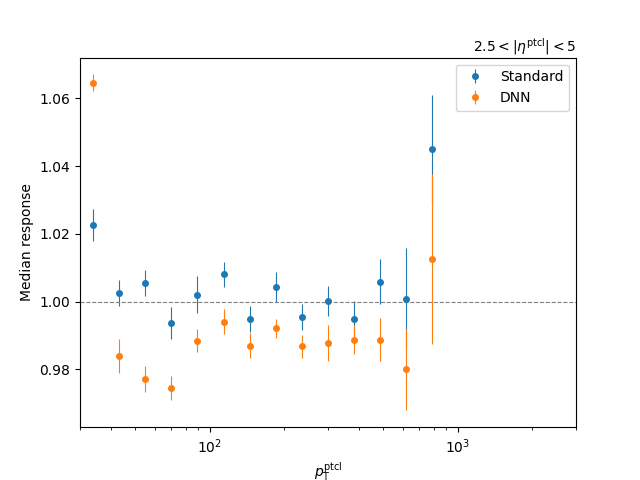 2.5 < |η^ptcl| < 5
Standard
DNN
Median response
1.06
1.04
1.02
1.00
0.98
10^2
10^3
p_T^ptcl